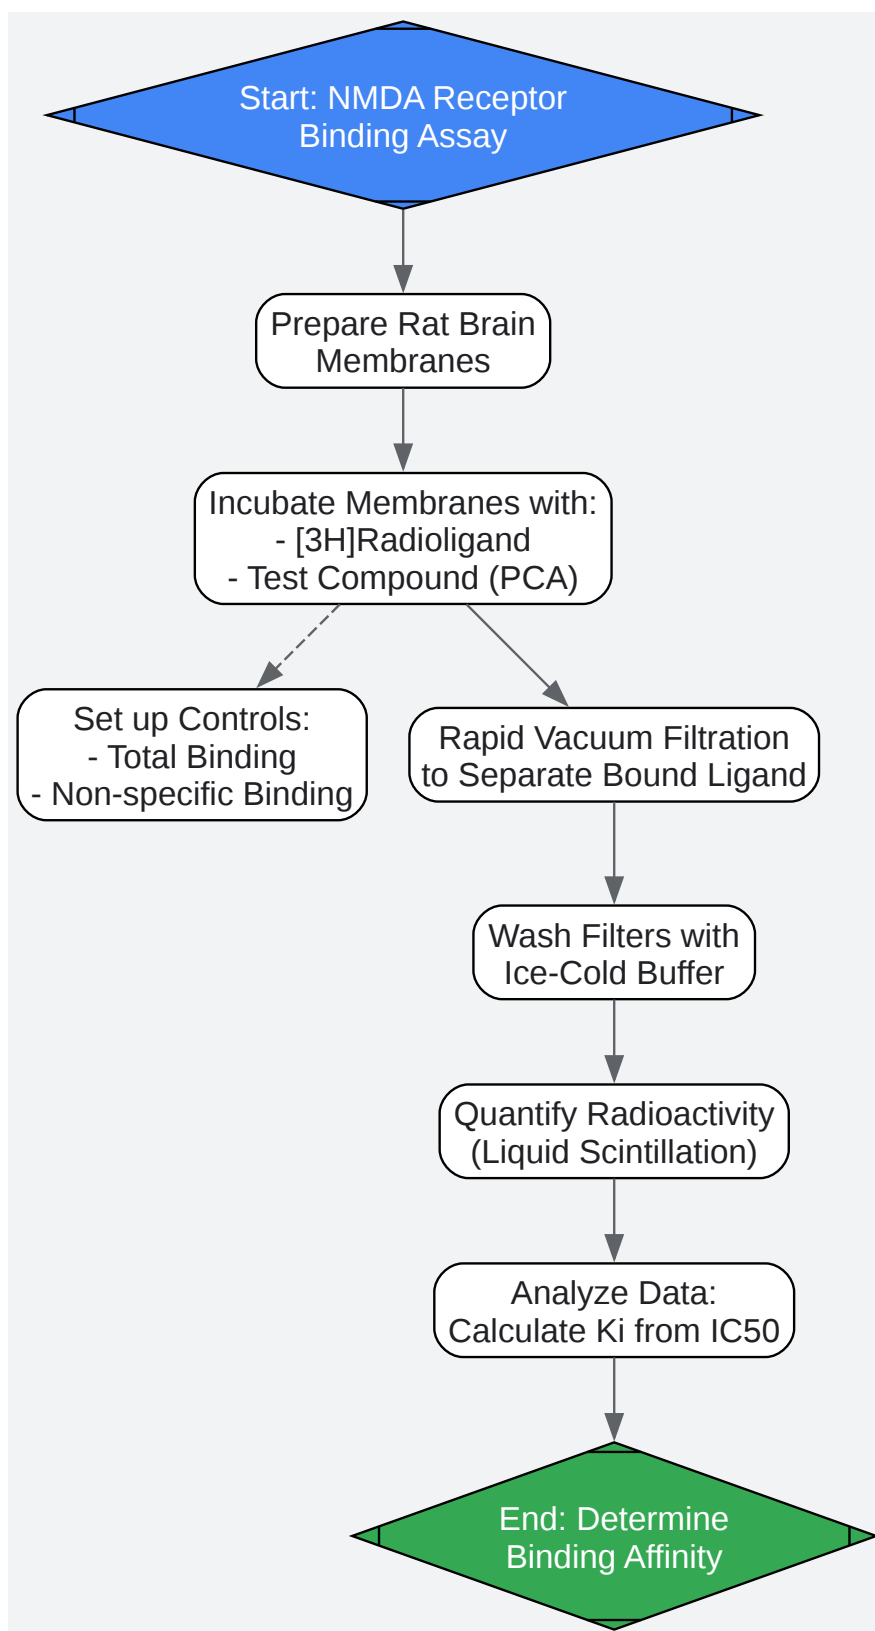 Start: NMDA Receptor
Binding Assay
Prepare Rat Brain
Membranes
Incubate Membranes with:
- [3H]Radioligand
- Test Compound (PCA)
Set up Controls:
- Total Binding
- Non-specific Binding
Rapid Vacuum Filtration
to Separate Bound Ligand
Wash Filters with
Ice-Cold Buffer
Quantify Radioactivity
(Liquid Scintillation)
Analyze Data:
Calculate Ki from IC50
End: Determine
Binding Affinity